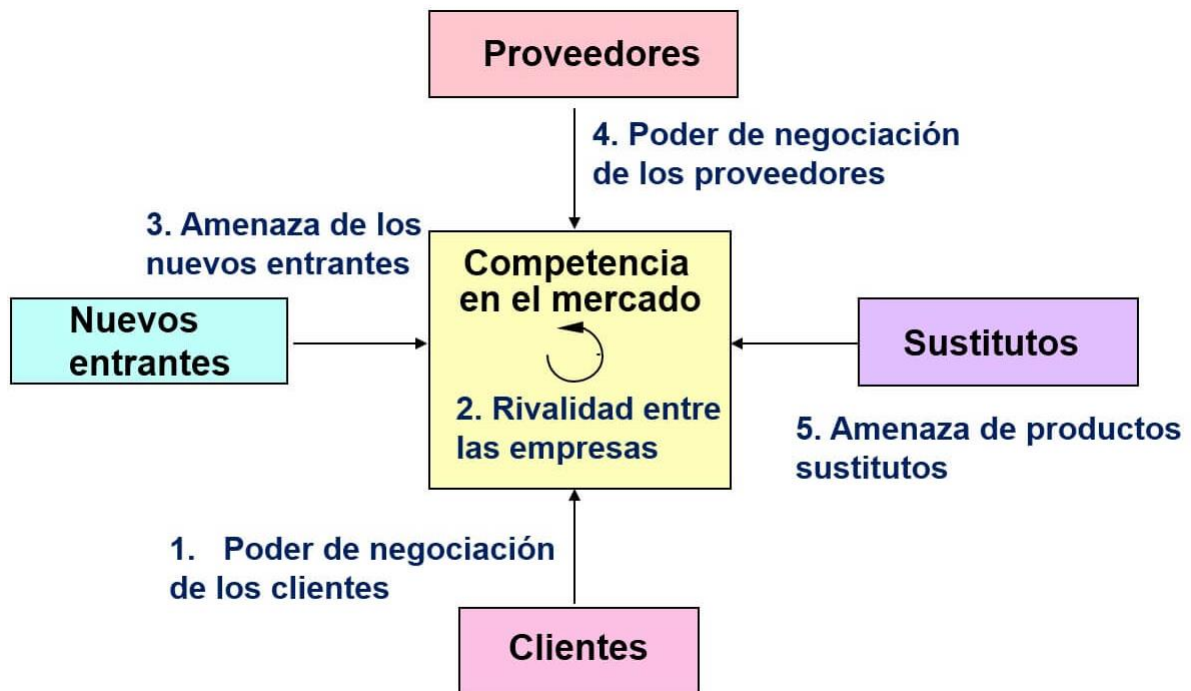 Proveedores
4. Poder de negociación
de los proveedores
3. Amenaza de los
nuevos entrantes
Competencia
en el mercado
Nuevos
entrantes
Sustitutos
2. Rivalidad entre
las empresas
5. Amenaza de productos
sustitutos
1. Poder de negociación
de los clientes
Clientes